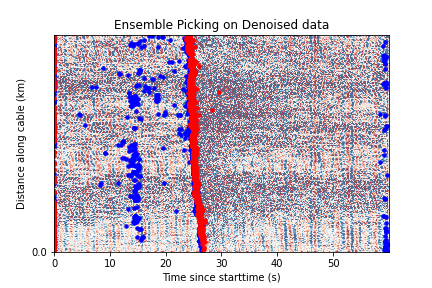 Ensemble Picking on Denoised data
Distance along cable (km)
0.0
0 10 20 30 40 50
Time since starttime (s)